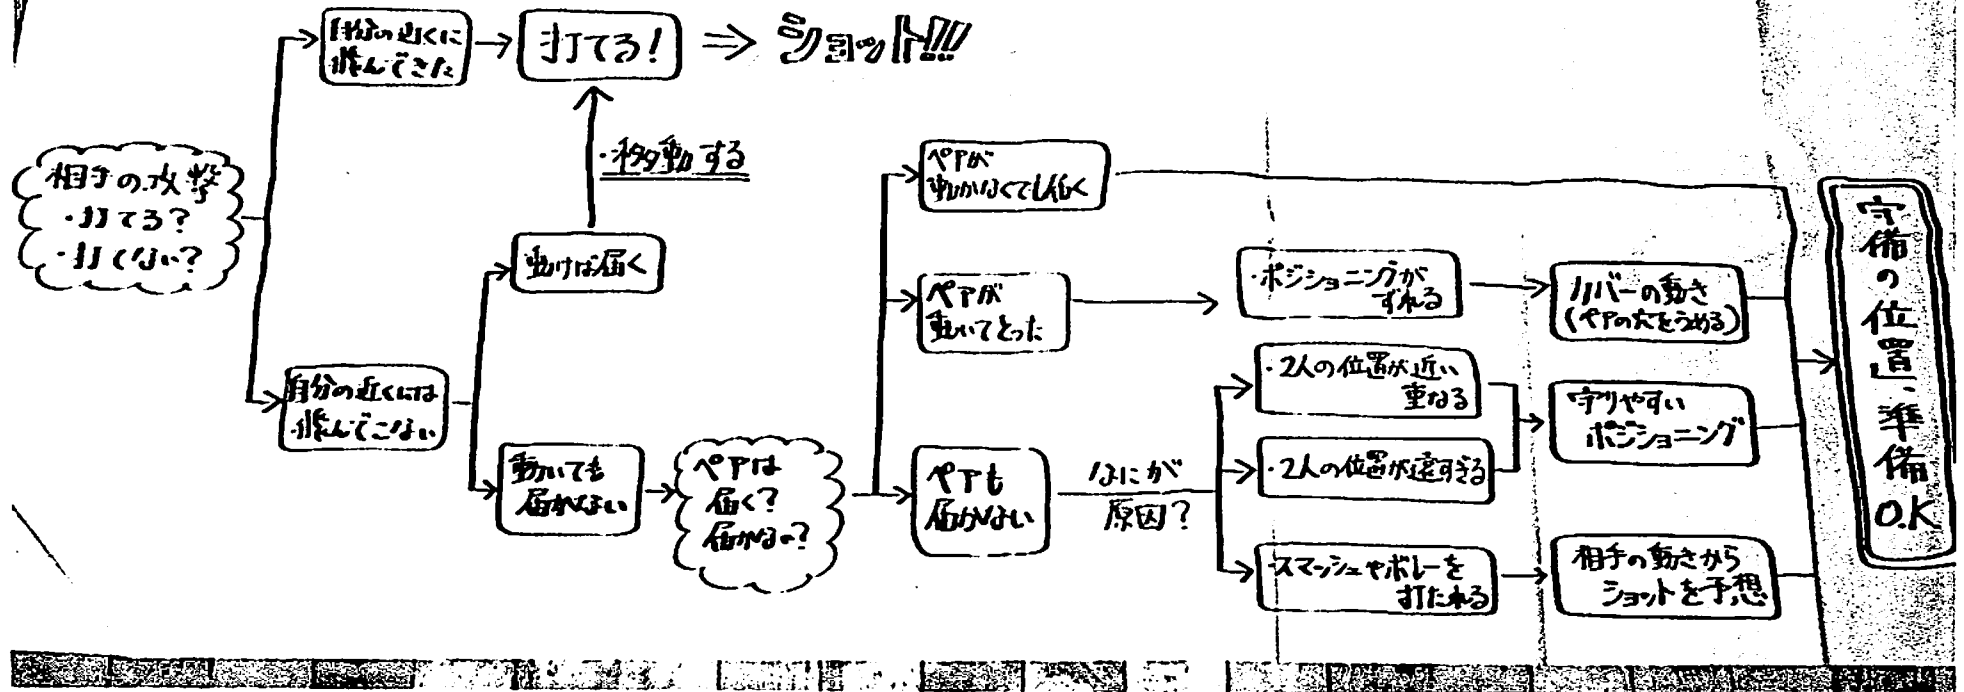 自分の近くに
飛んできた
打てる！
ショット!!!
相手の攻撃
・打てる？
・打てない？
・移動する
動けば届く
自分の近くには
飛んでこない
動いても
届かない
ペアは
届く？
届かない？
ペアが
動かなくても届く
ペアが
動いてとった
ペアも
届かない
なにが
原因？
・ポジショニングが
ずれる
・2人の位置が近い
重なる
・2人の位置が遠すぎる
・スマッシュやボレーを
打たれる
カバーの動き
(ペアの穴をうめる)
守りやすい
ポジショニング
相手の動きから
ショットを予想
守備の位置、準備O.K